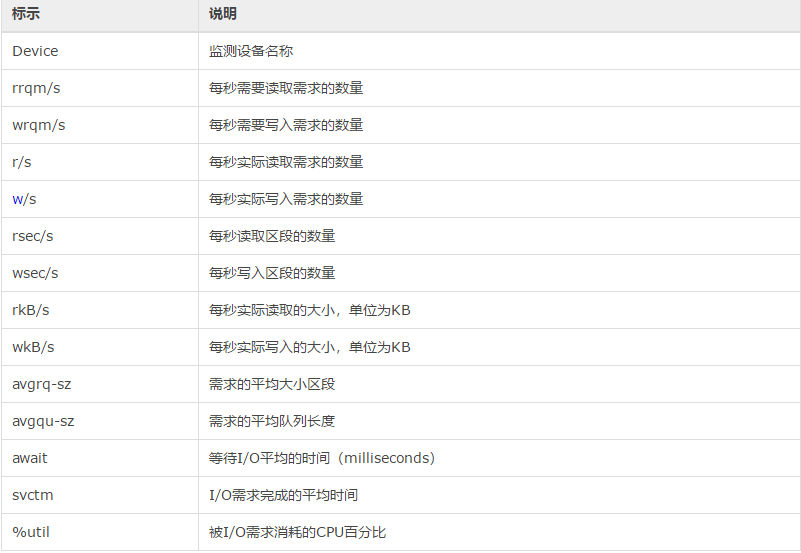 标示 说明
Device 监测设备名称
rrqm/s 每秒需要读取需求的数量
wrqm/s 每秒需要写入需求的数量
r/s 每秒实际读取需求的数量
w/s 每秒实际写入需求的数量
rsec/s 每秒读取区段的数量
wsec/s 每秒写入区段的数量
rkB/s 每秒实际读取的大小，单位为KB
wkB/s 每秒实际写入的大小，单位为KB
avgrq-sz 需求的平均大小区段
avgqu-sz 需求的平均队列长度
await 等待I/O平均的时间（milliseconds）
svctm I/O需求完成的平均时间
%util 被I/O需求消耗的CPU百分比